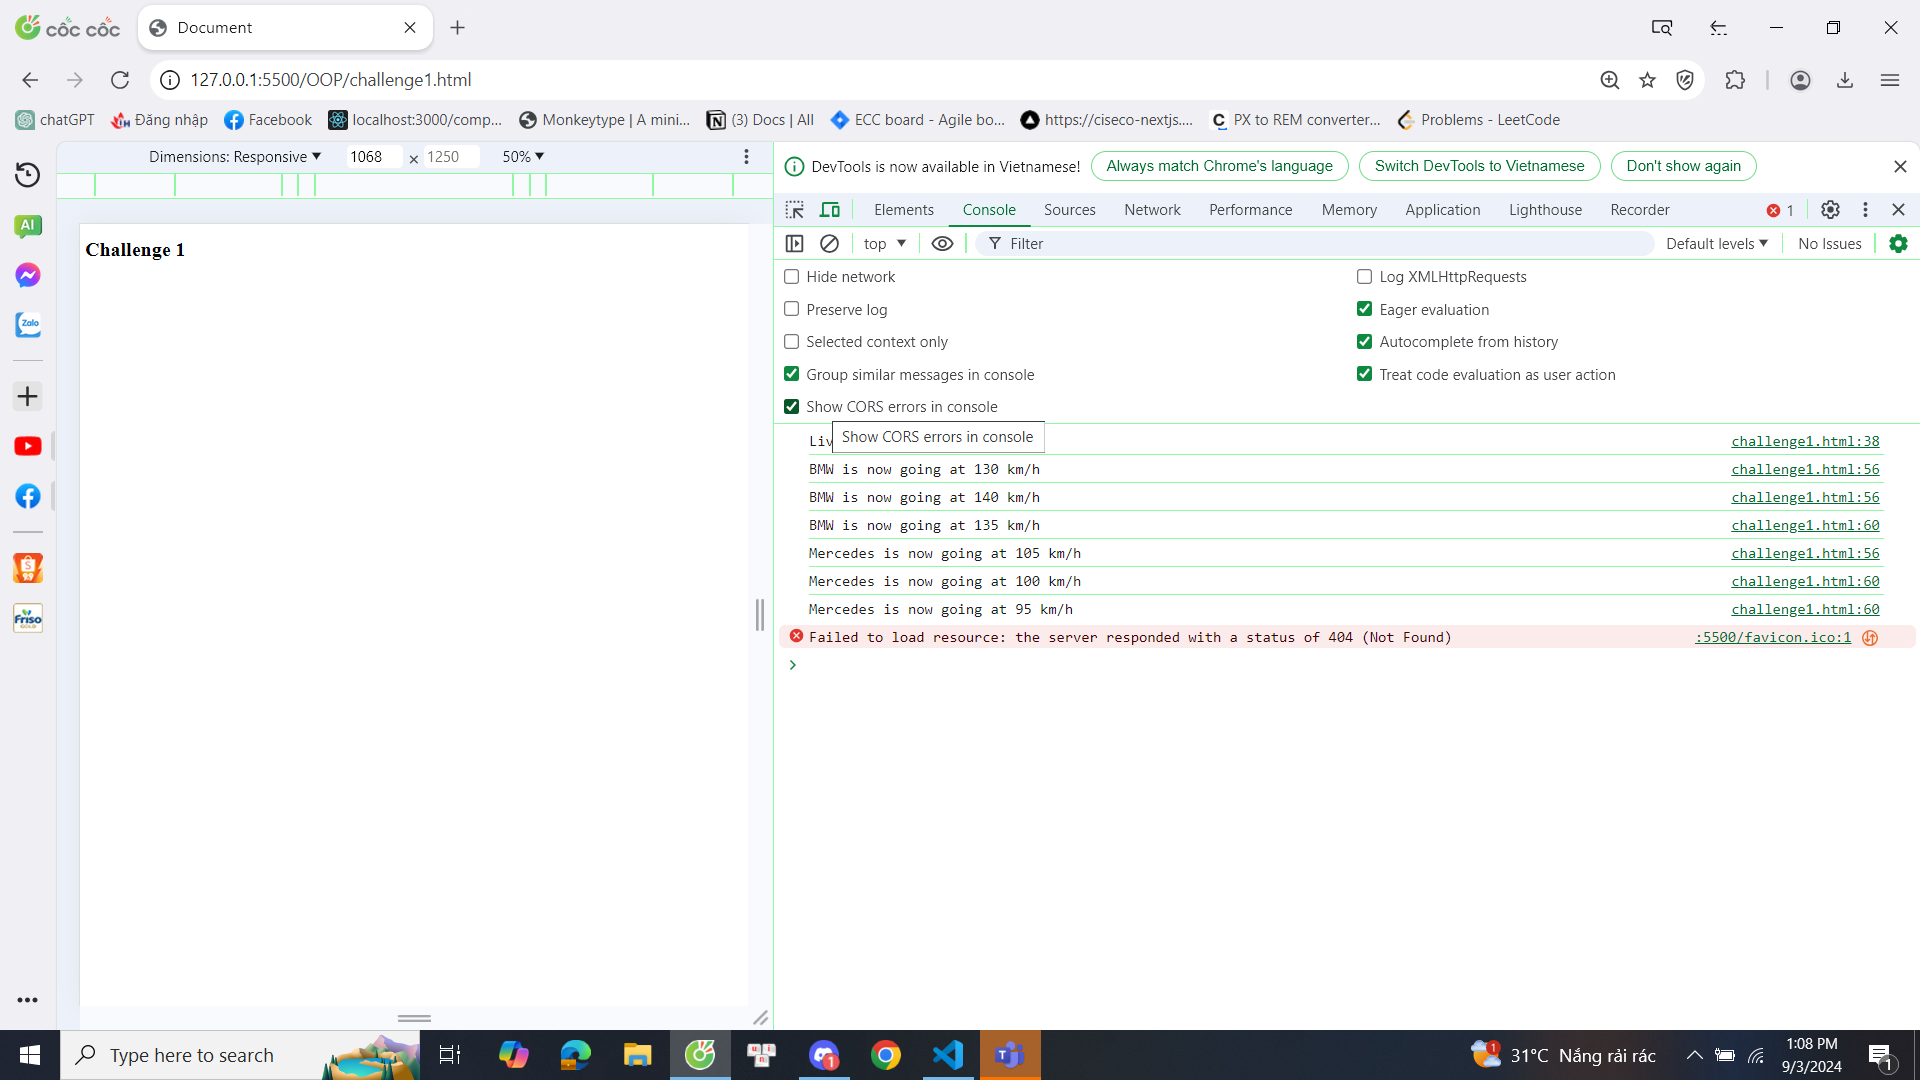 cốc cốc
Document
127.0.0.1:5500/OOP/challenge1.html
chatGPT
Đăng nhập
Facebook
localhost:3000/comp...
Monkeytype | A mini...
(3) Docs | All
ECC board - Agile bo...
https://ciseco-nextjs....
PX to REM converter...
Problems - LeetCode
Dimensions: Responsive
1068 × 1250
50%
DevTools is now available in Vietnamese!
Always match Chrome's language
Switch DevTools to Vietnamese
Don't show again
Elements
Console
Sources
Network
Performance
Memory
Application
Lighthouse
Recorder
1
top
Filter
Default levels
No Issues
Hide network
Log XMLHttpRequests
Preserve log
Eager evaluation
Selected context only
Autocomplete from history
Group similar messages in console
Treat code evaluation as user action
Show CORS errors in console
Show CORS errors in console
Liv
challenge1.html:38
BMW is now going at 130 km/h
challenge1.html:56
BMW is now going at 140 km/h
challenge1.html:56
BMW is now going at 135 km/h
challenge1.html:60
Mercedes is now going at 105 km/h
challenge1.html:56
Mercedes is now going at 100 km/h
challenge1.html:60
Mercedes is now going at 95 km/h
challenge1.html:60
Failed to load resource: the server responded with a status of 404 (Not Found)
:5500/favicon.ico:1
Challenge 1
AI
Zalo
9.9
Friso
GOLD
Type here to search
1
1
31°C Nắng rải rác
1:08 PM
9/3/2024
1